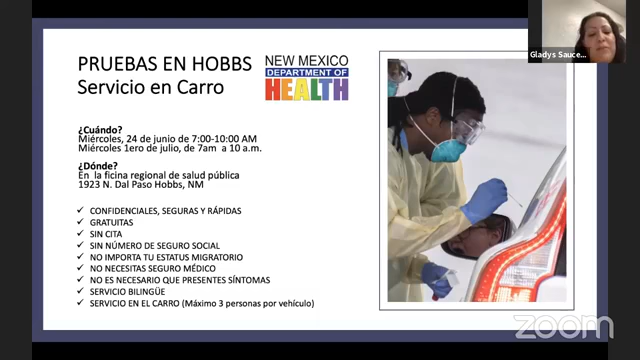 PRUEBAS EN HOBBS
Servicio en Carro
NEW MEXICO
DEPARTMENT OF
HEALTH
¿Cuándo?
Miércoles, 24 de junio de 7:00-10:00 AM
Miércoles 1ero de julio, de 7am a 10 a.m.
¿Dónde?
En la ficina regional de salud pública
1923 N. Dal Paso Hobbs, NM
✓ CONFIDENCIALES, SEGURAS Y RÁPIDAS
✓ GRATUITAS
✓ SIN CITA
✓ SIN NÚMERO DE SEGURO SOCIAL
✓ NO IMPORTA TU ESTATUS MIGRATORIO
✓ NO NECESITAS SEGURO MÉDICO
✓ NO ES NECESARIO QUE PRESENTES SÍNTOMAS
✓ SERVICIO BILINGÜE
✓ SERVICIO EN EL CARRO (Máximo 3 personas por vehículo)
Gladys Sauce...
zoom